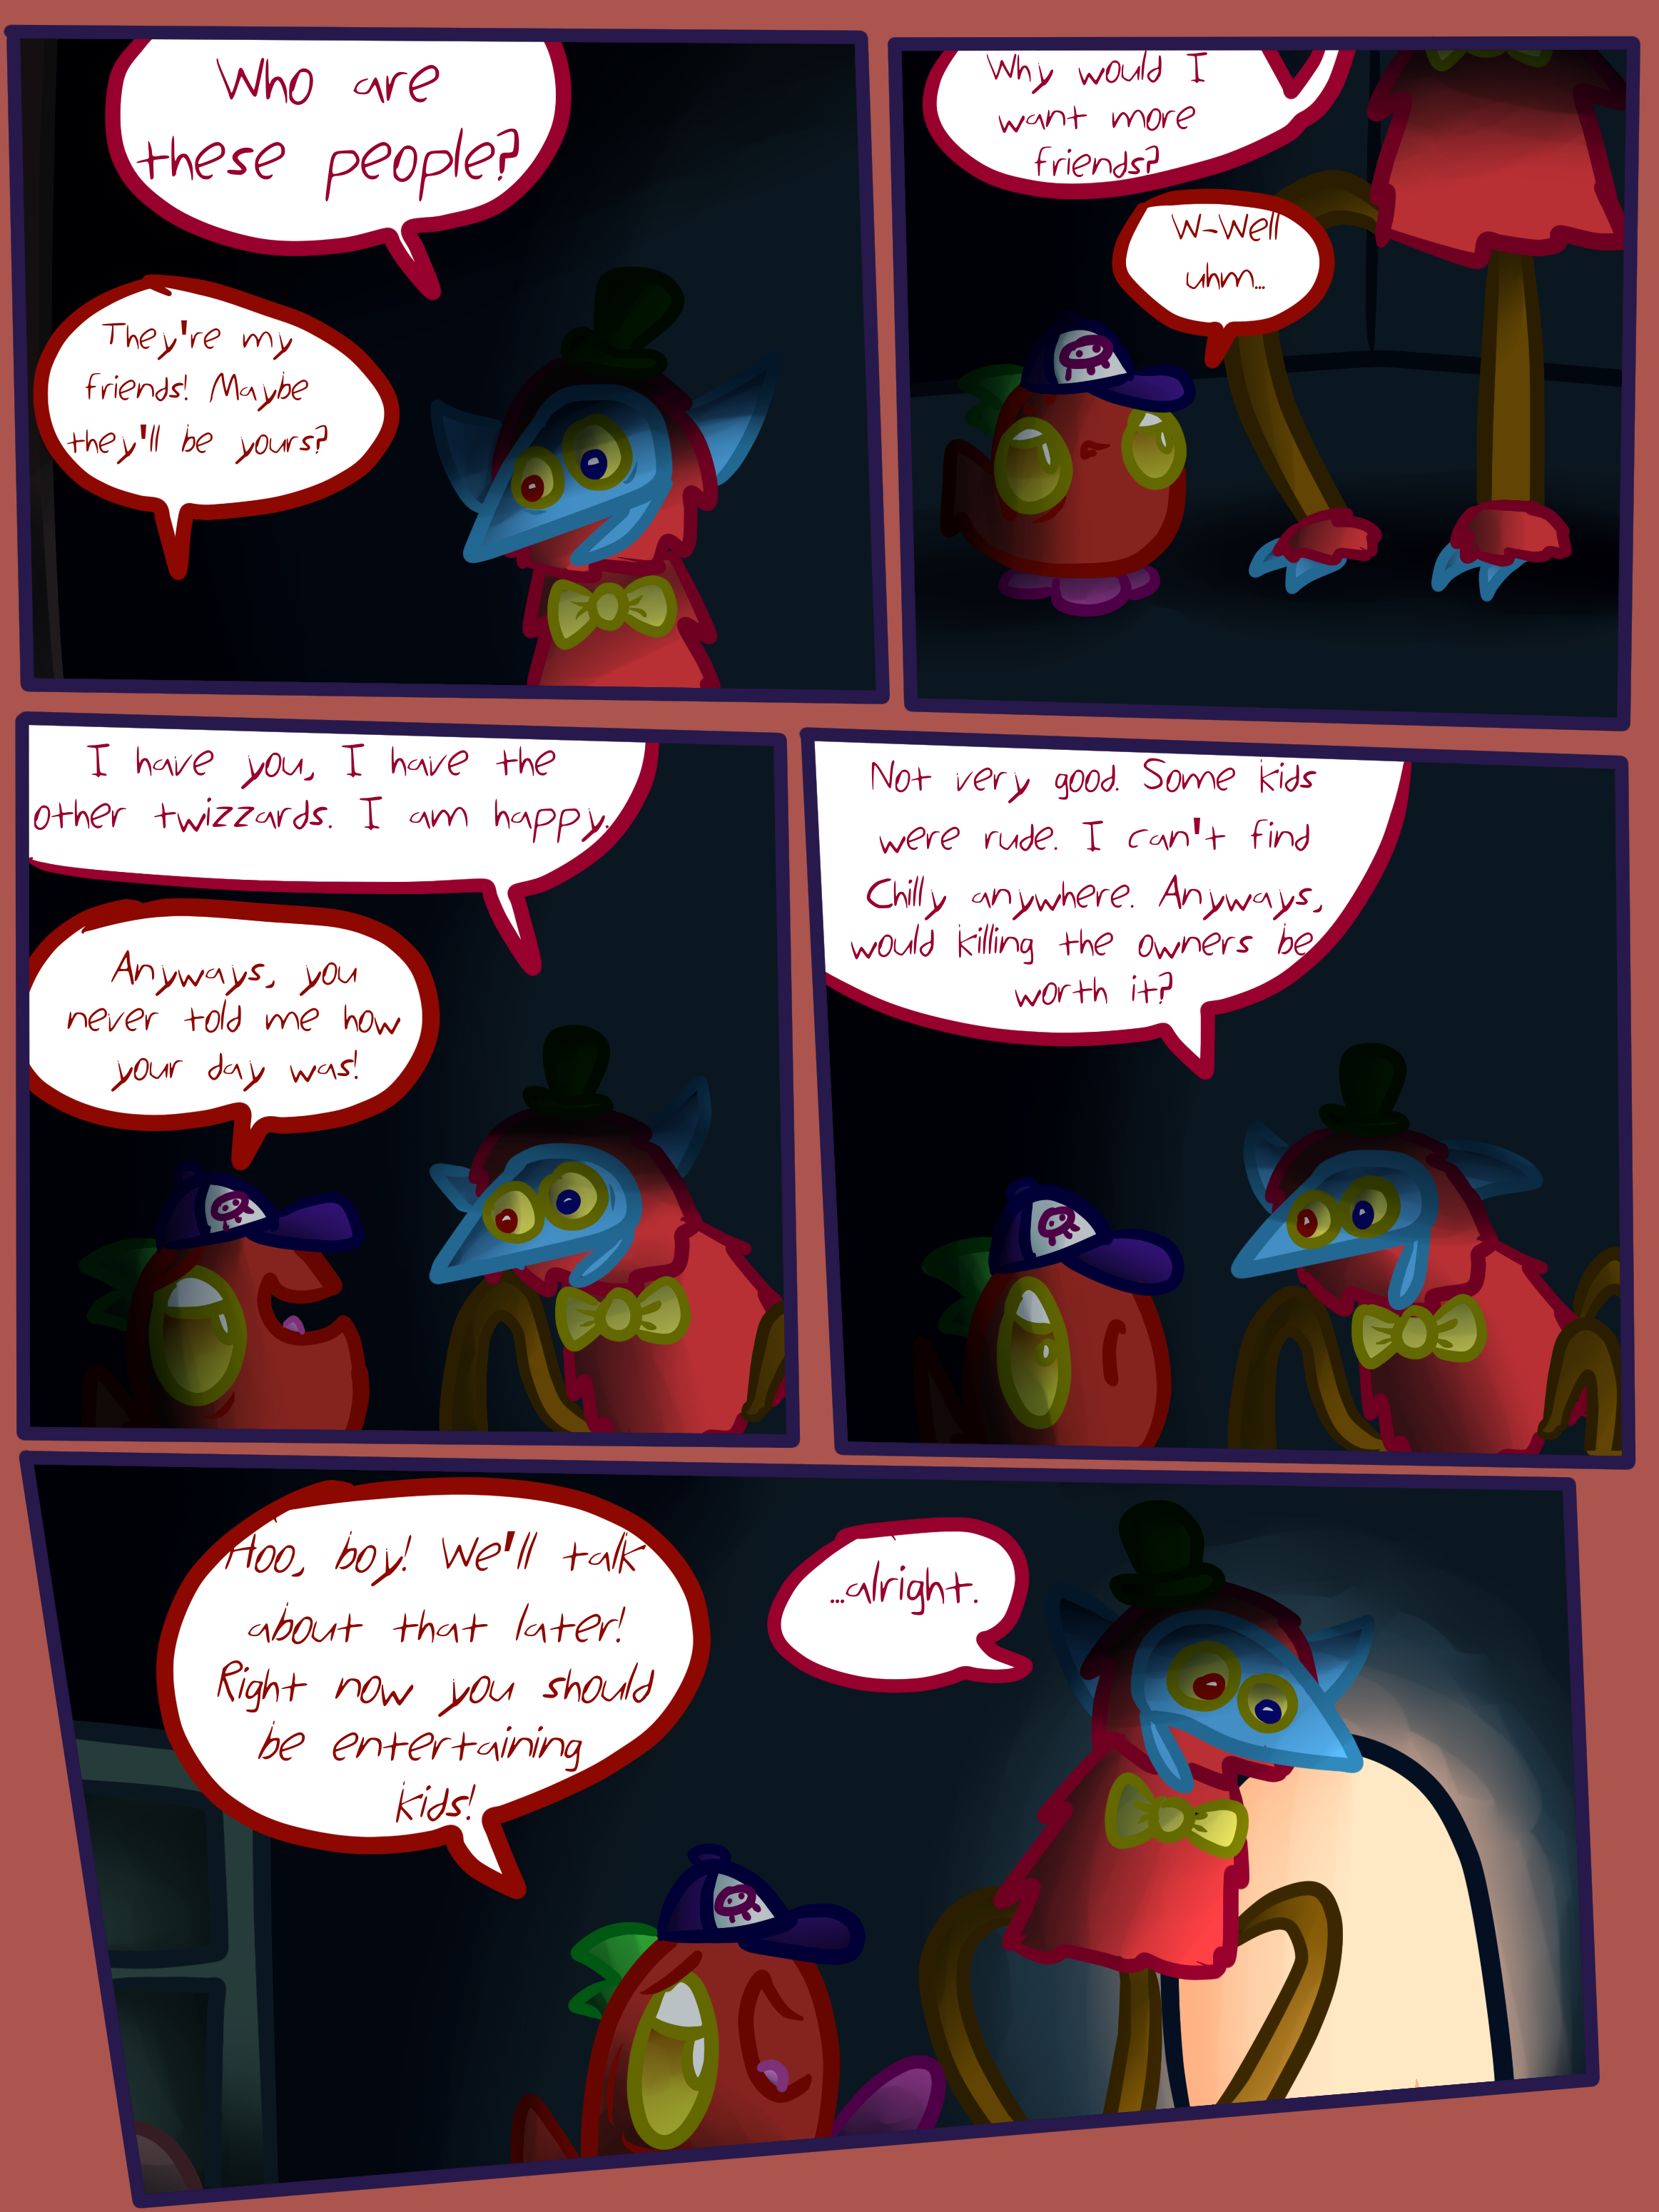 Who are
these people?
They're my
friends! Maybe
they'll be yours?
Why would I
want more
friends?
W-Well
uhm...
I have you, I have the
other twizzards. I am happy.
Anyways, you
never told me how
your day was!
Not very good. Some kids
were rude. I can't find
Chilly anywhere. Anyways,
would killing the owners be
worth it?
Hoo, boy! We'll talk
about that later!
Right now you should
be entertaining
kids!
...alright.